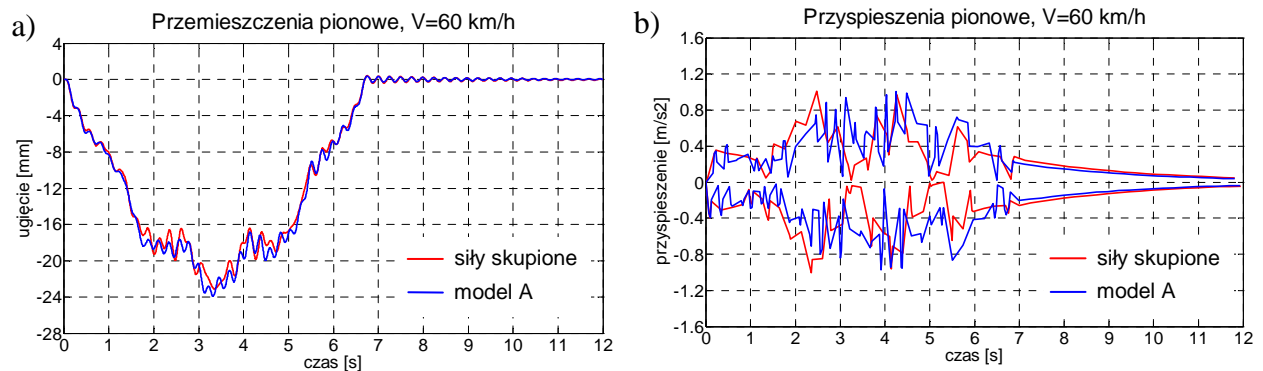 a)
Przemieszczenia pionowe, V=60 km/h
ugiecie [mm]
4
0
-4
-8
-12
-16
-20
-24
-28
siły skupione
model A
0 1 2 3 4 5 6 7 8 9 10 11 12
czas [s]
b)
Przyspieszenia pionowe, V=60 km/h
przyspieszenie [m/s2]
1.6
1.2
0.8
0.4
0
-0.4
-0.8
-1.2
-1.6
siły skupione
model A
0 1 2 3 4 5 6 7 8 9 10 11 12
czas [s]